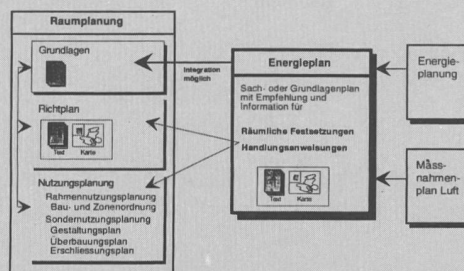 Raumplanung
Grundlagen
Richtplan
Text Karte
Nutzungsplanung
Rahmennutzungsplanung
Bau- und Zonenordnung
Sondernutzungsplanung
Gestaltungsplan
Überbauungsplan
Erschliessungsplan
Integration
möglich
Energieplan
Sach- oder Grundlagenplan
mit Empfehlung und
Information für
Räumliche Festsetzungen
Handlungsanweisungen
Text Karte
Energie-
planung
Mass-
nahmen-
plan Luft